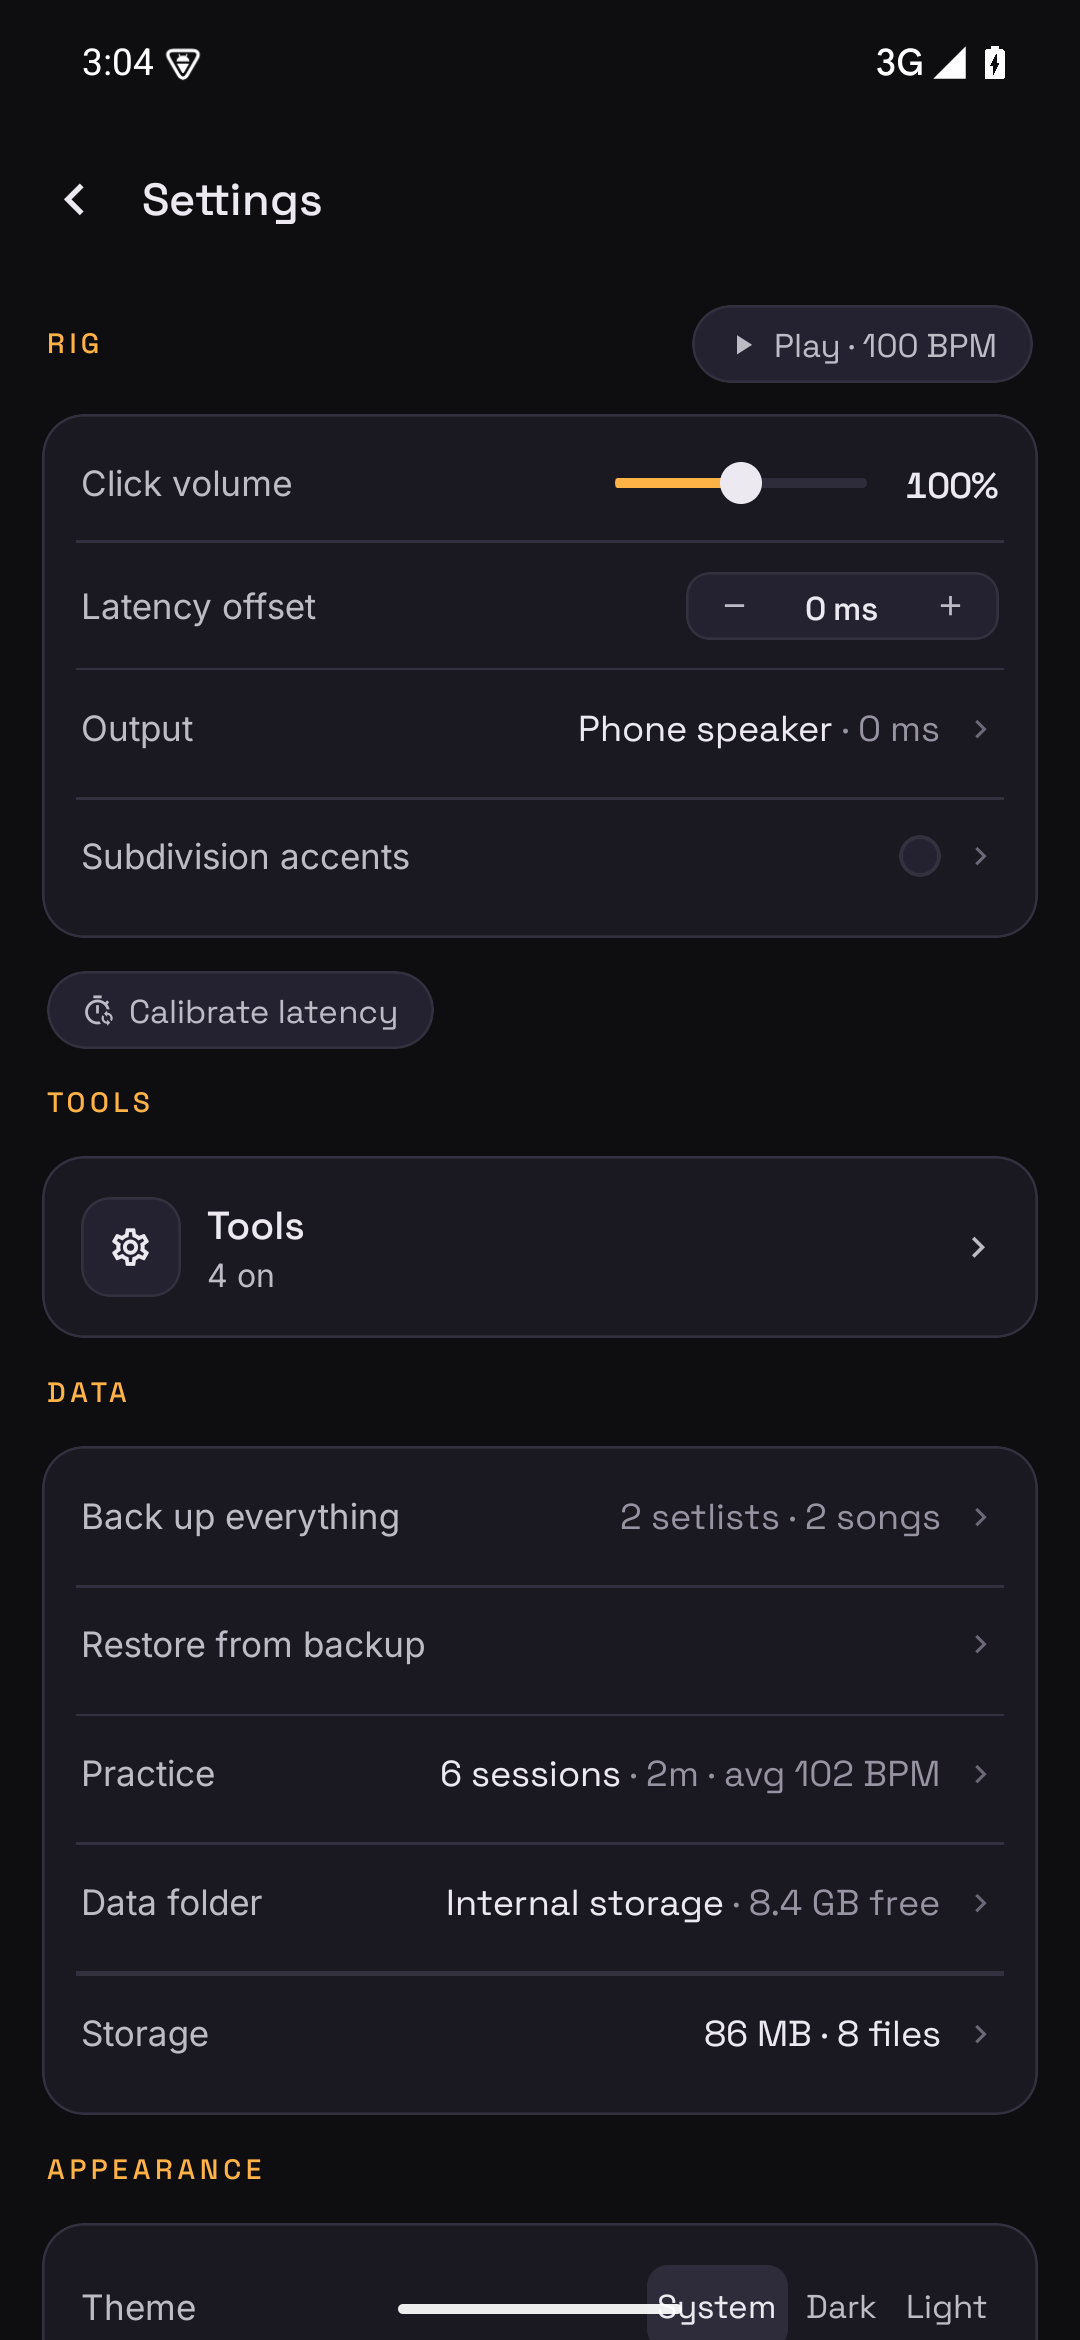 3:04
3G
Settings
RIG
Play · 100 BPM
Click volume
100%
Latency offset
− 0 ms +
Output
Phone speaker · 0 ms
Subdivision accents
Calibrate latency
TOOLS
Tools
4 on
DATA
Back up everything
2 setlists · 2 songs
Restore from backup
Practice
6 sessions · 2m · avg 102 BPM
Data folder
Internal storage · 8.4 GB free
Storage
86 MB · 8 files
APPEARANCE
Theme
System Dark Light